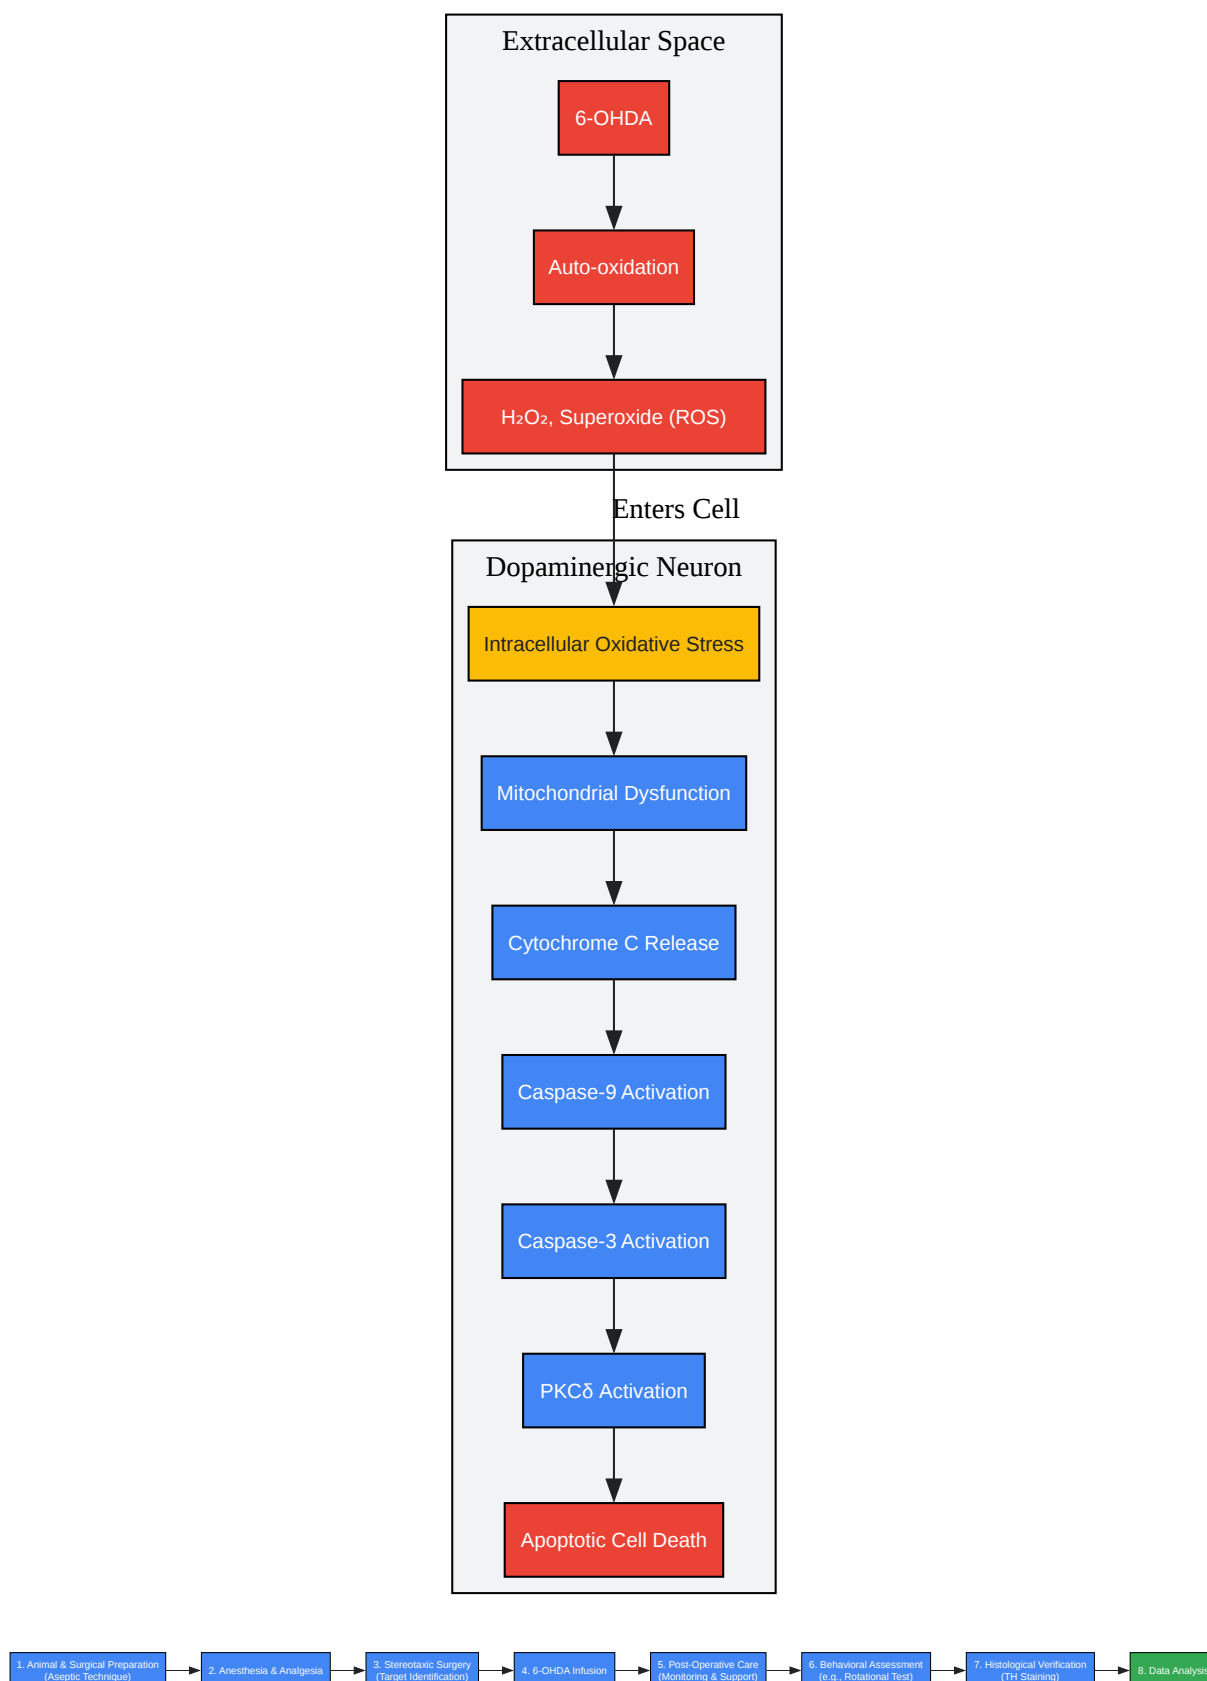 Extracellular Space
6-OHDA
Auto-oxidation
H₂O₂, Superoxide (ROS)
Enters Cell
Dopaminergic Neuron
Intracellular Oxidative Stress
Mitochondrial Dysfunction
Cytochrome C Release
Caspase-9 Activation
Caspase-3 Activation
PKCδ Activation
Apoptotic Cell Death
1. Animal & Surgical Preparation
(Aseptic Technique)
2. Anesthesia & Analgesia
3. Stereotaxic Surgery
(Target Identification)
4. 6-OHDA Infusion
5. Post-Operative Care
(Monitoring & Support)
6. Behavioral Assessment
(e.g., Rotational Test)
7. Histological Verification
(TH Staining)
8. Data Analysis